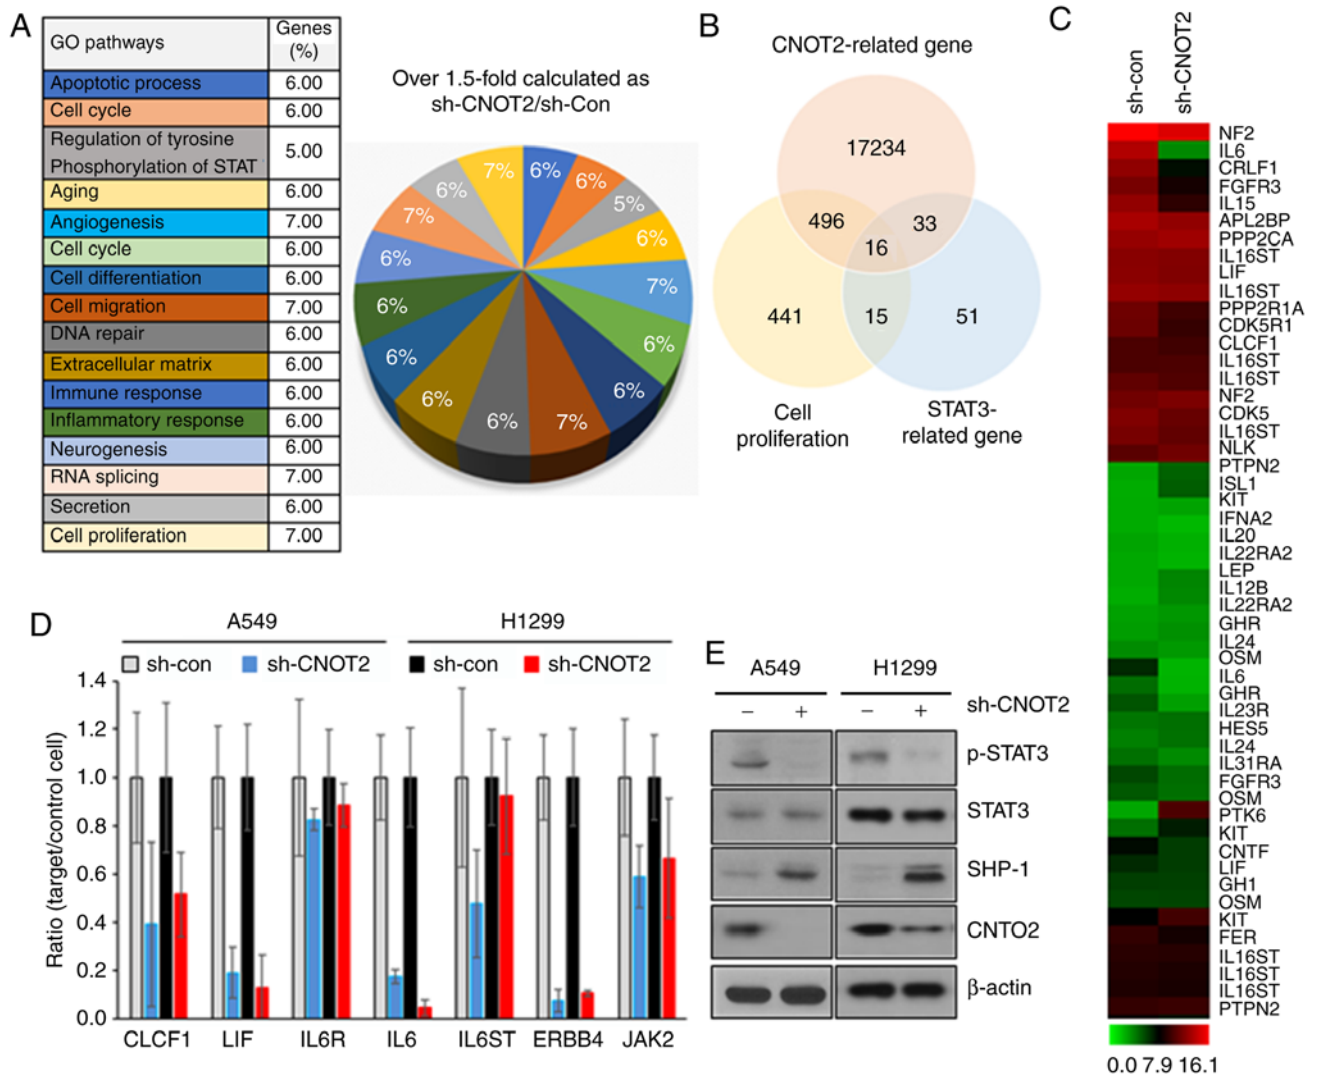 A
GO pathways
Genes
(%)
Apoptotic process 6.00
Cell cycle 6.00
Regulation of tyrosine
Phosphorylation of STAT 5.00
Aging 6.00
Angiogenesis 7.00
Cell cycle 6.00
Cell differentiation 6.00
Cell migration 7.00
DNA repair 6.00
Extracellular matrix 6.00
Immune response 6.00
Inflammatory response 6.00
Neurogenesis 6.00
RNA splicing 7.00
Secretion 6.00
Cell proliferation 7.00
Over 1.5-fold calculated as
sh-CNOT2/sh-Con
6%
6%
5%
6%
7%
6%
6%
7%
6%
6%
6%
6%
6%
7%
6%
7%
B
CNOT2-related gene
17234
496
33
16
441
15
51
Cell
proliferation
STAT3-
related gene
C
sh-con
sh-CNOT2
NF2
IL6
CRLF1
FGFR3
IL15
APL2BP
PPP2CA
IL16ST
LIF
IL16ST
PPP2R1A
CDK5R1
CLCF1
IL16ST
IL16ST
NF2
CDK5
IL16ST
NLK
PTPN2
ISL1
KIT
IFNA2
IL20
IL22RA2
LEP
IL12B
IL22RA2
GHR
IL24
OSM
IL6
GHR
IL23R
HES5
IL24
IL31RA
FGFR3
OSM
PTK6
KIT
CNTF
LIF
GH1
OSM
KIT
FER
IL16ST
IL16ST
IL16ST
PTPN2
0.0 7.9 16.1
D
A549 H1299
sh-con sh-CNOT2 sh-con sh-CNOT2
Ratio (target/control cell)
1.4
1.2
1.0
0.8
0.6
0.4
0.2
0.0
CLCF1 LIF IL6R IL6 IL6ST ERBB4 JAK2
E
A549 H1299
− + − + sh-CNOT2
p-STAT3
STAT3
SHP-1
CNTO2
β-actin